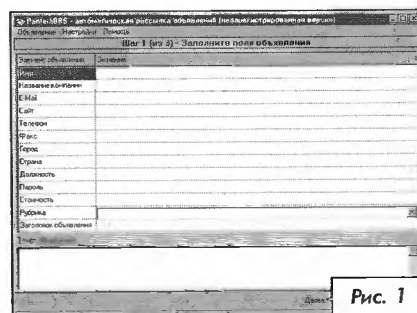 PantechBBS - автоматическая рассылка объявлений (незарегистрированная версия)
Объявление Настройки Помощь
Шаг 1 (из 3) - Заполните поля объявления
Элемент объявления Значение
Имя
Название компании
E-Mail
Сайт
Телефон
Факс
Город
Страна
Должность
Пароль
Стоимость
Рубрика
Заголовок объявления
Далее
Рис. 1